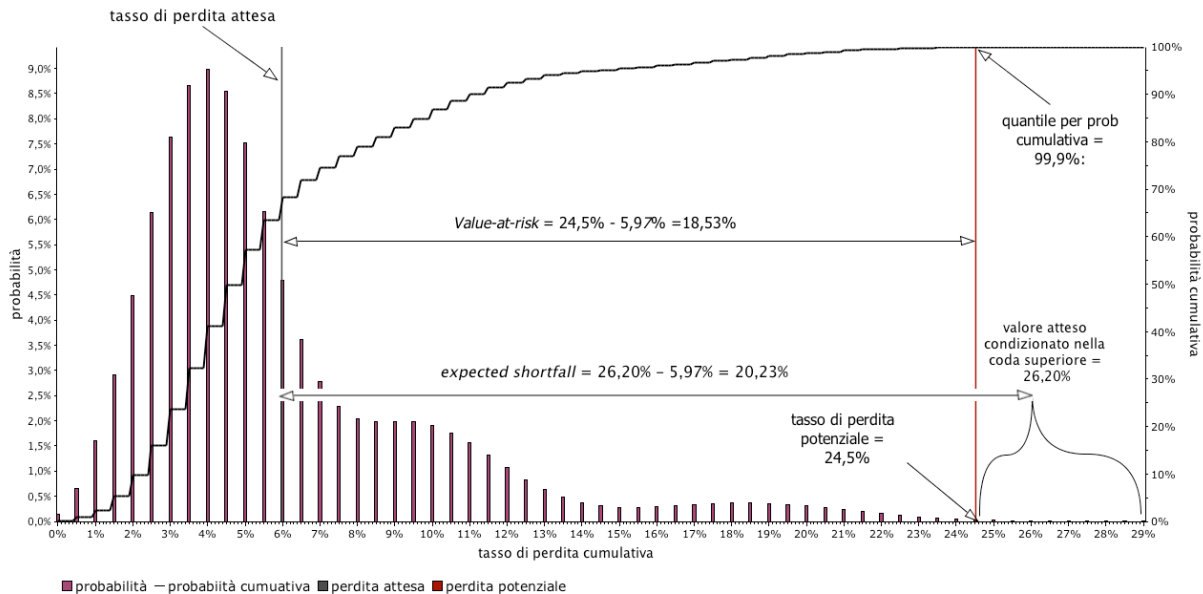 tasso di perdita attesa
9,0%
8,5%
8,0%
7,5%
7,0%
6,5%
6,0%
5,5%
5,0%
4,5%
4,0%
3,5%
3,0%
2,5%
2,0%
1,5%
1,0%
0,5%
0,0%
probabilità
100%
90%
80%
70%
60%
50%
40%
30%
20%
10%
0%
probabilità cumulativa
quantile per prob
cumulativa =
99,9%:
Value-at-risk = 24,5% - 5,97% =18,53%
valore atteso
condizionato nella
coda superiore =
26,20%
expected shortfall = 26,20% – 5,97% = 20,23%
tasso di perdita
potenziale =
24,5%
0% 1% 2% 3% 4% 5% 6% 7% 8% 9% 10% 11% 12% 13% 14% 15% 16% 17% 18% 19% 20% 21% 22% 23% 24% 25% 26% 27% 28% 29%
tasso di perdita cumulativa
probabilità probabiità cumuativa perdita attesa perdita potenziale